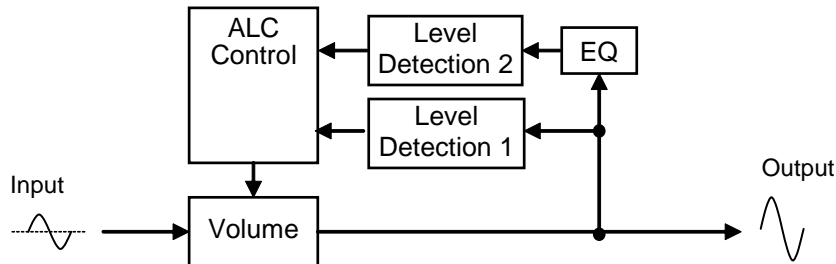 ALC
Control
Level
Detection 2
EQ
Level
Detection 1
Input
Volume
Output